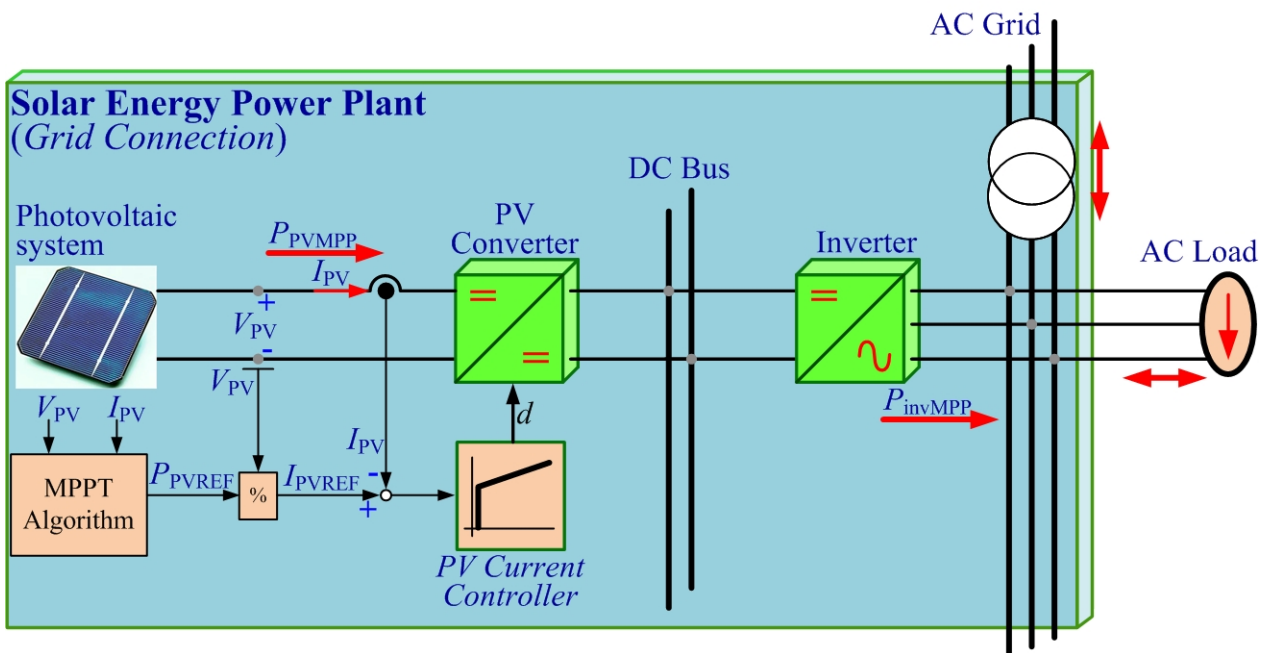 AC Grid
Solar Energy Power Plant
(Grid Connection)
DC Bus
Photovoltaic
system
PPVMPP
IPV
PV
Converter
Inverter
AC Load
=
=
=
+
VPV
-
VPV
VPV
IPV
IPV
d
PinvMPP
MPPT
Algorithm
PPVREF
%
IPVREF
-
+
PV Current
Controller